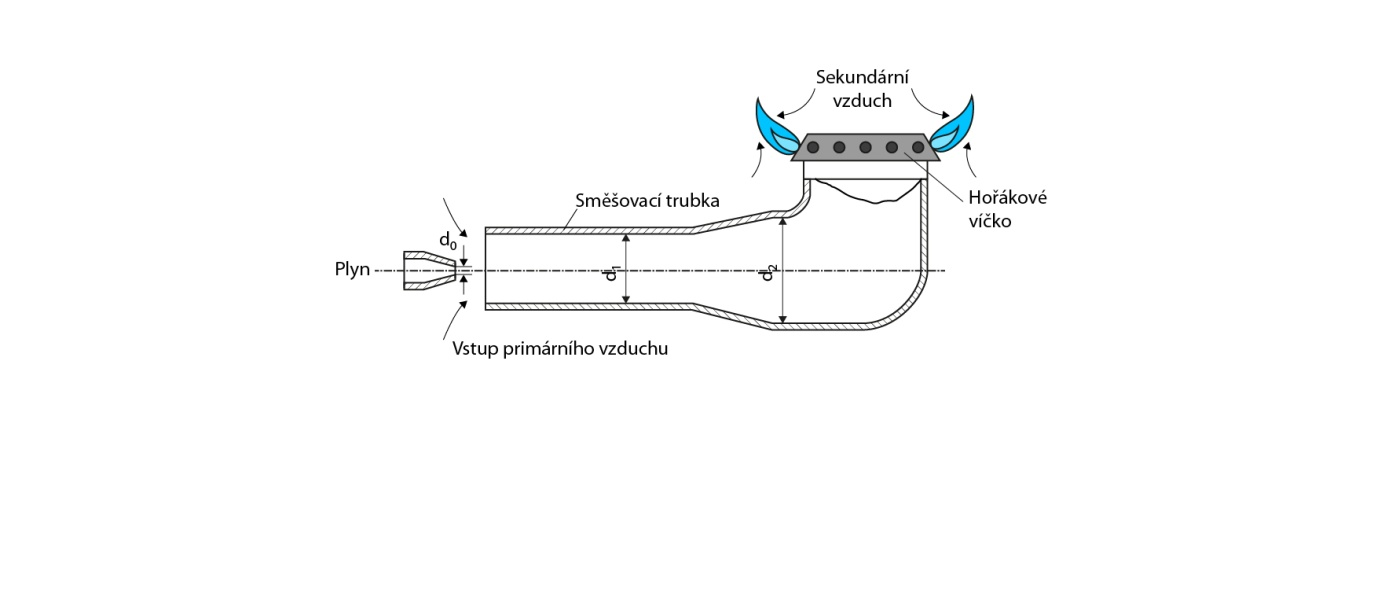 Sekundární
vzduch
Hořákové
víčko
Směšovací trubka
d0
Plyn
d1
d2
Vstup primárního vzduchu